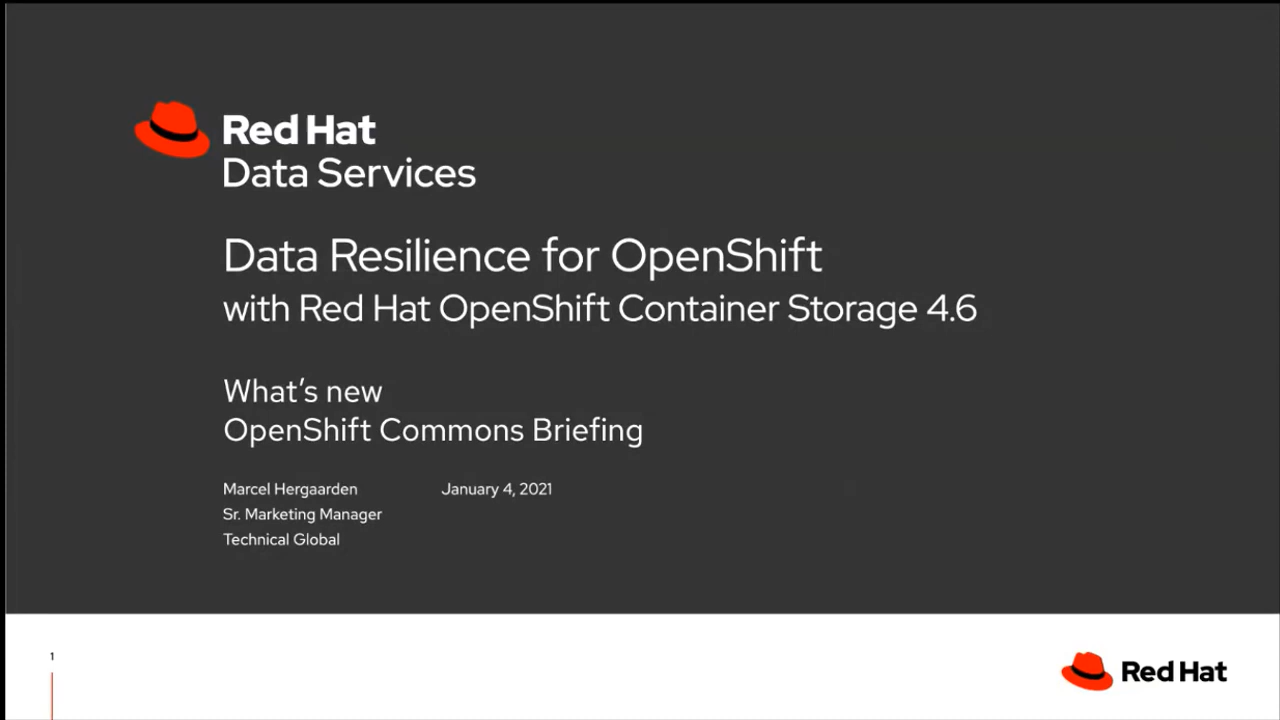 Red Hat
Data Services
Data Resilience for OpenShift
with Red Hat OpenShift Container Storage 4.6
What's new
OpenShift Commons Briefing
Marcel Hergaarden January 4, 2021
Sr. Marketing Manager
Technical Global
1
Red Hat